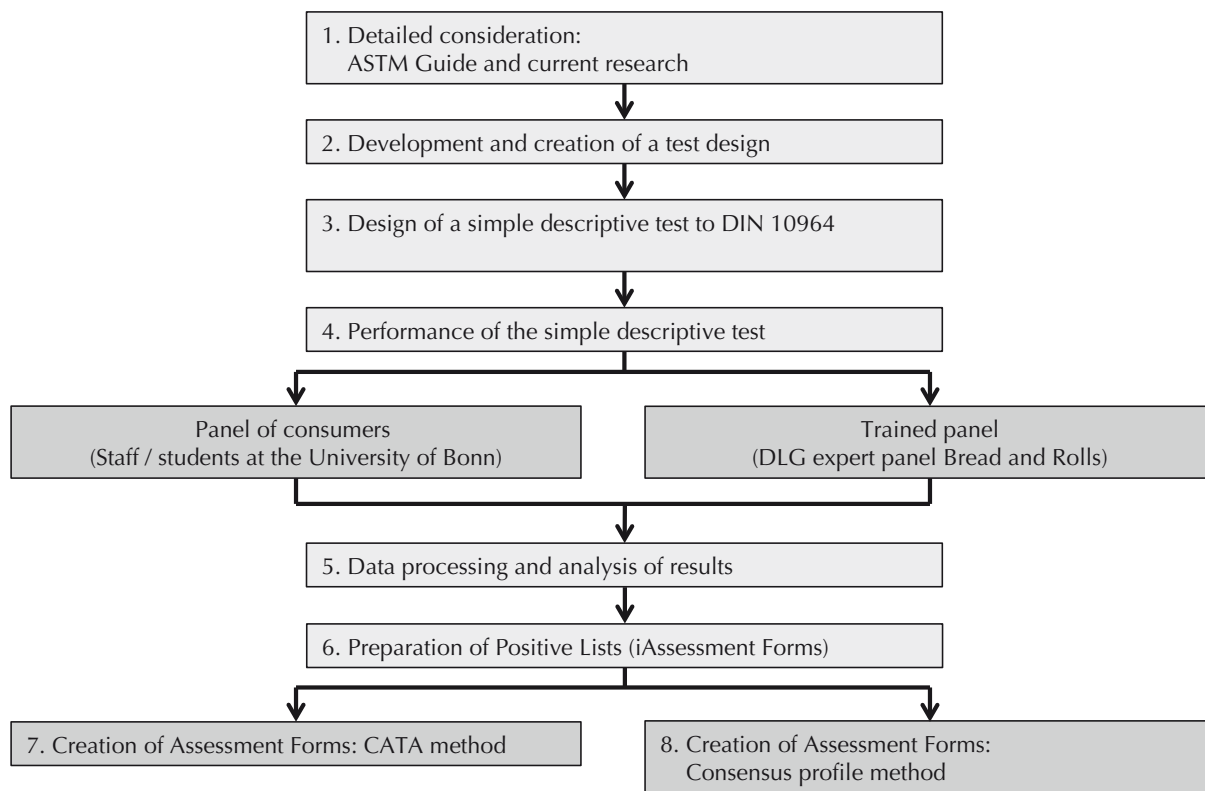 1. Detailed consideration:
ASTM Guide and current research
2. Development and creation of a test design
3. Design of a simple descriptive test to DIN 10964
4. Performance of the simple descriptive test
Panel of consumers
(Staff / students at the University of Bonn)
Trained panel
(DLG expert panel Bread and Rolls)
5. Data processing and analysis of results
6. Preparation of Positive Lists (iAssessment Forms)
7. Creation of Assessment Forms: CATA method
8. Creation of Assessment Forms:
Consensus profile method